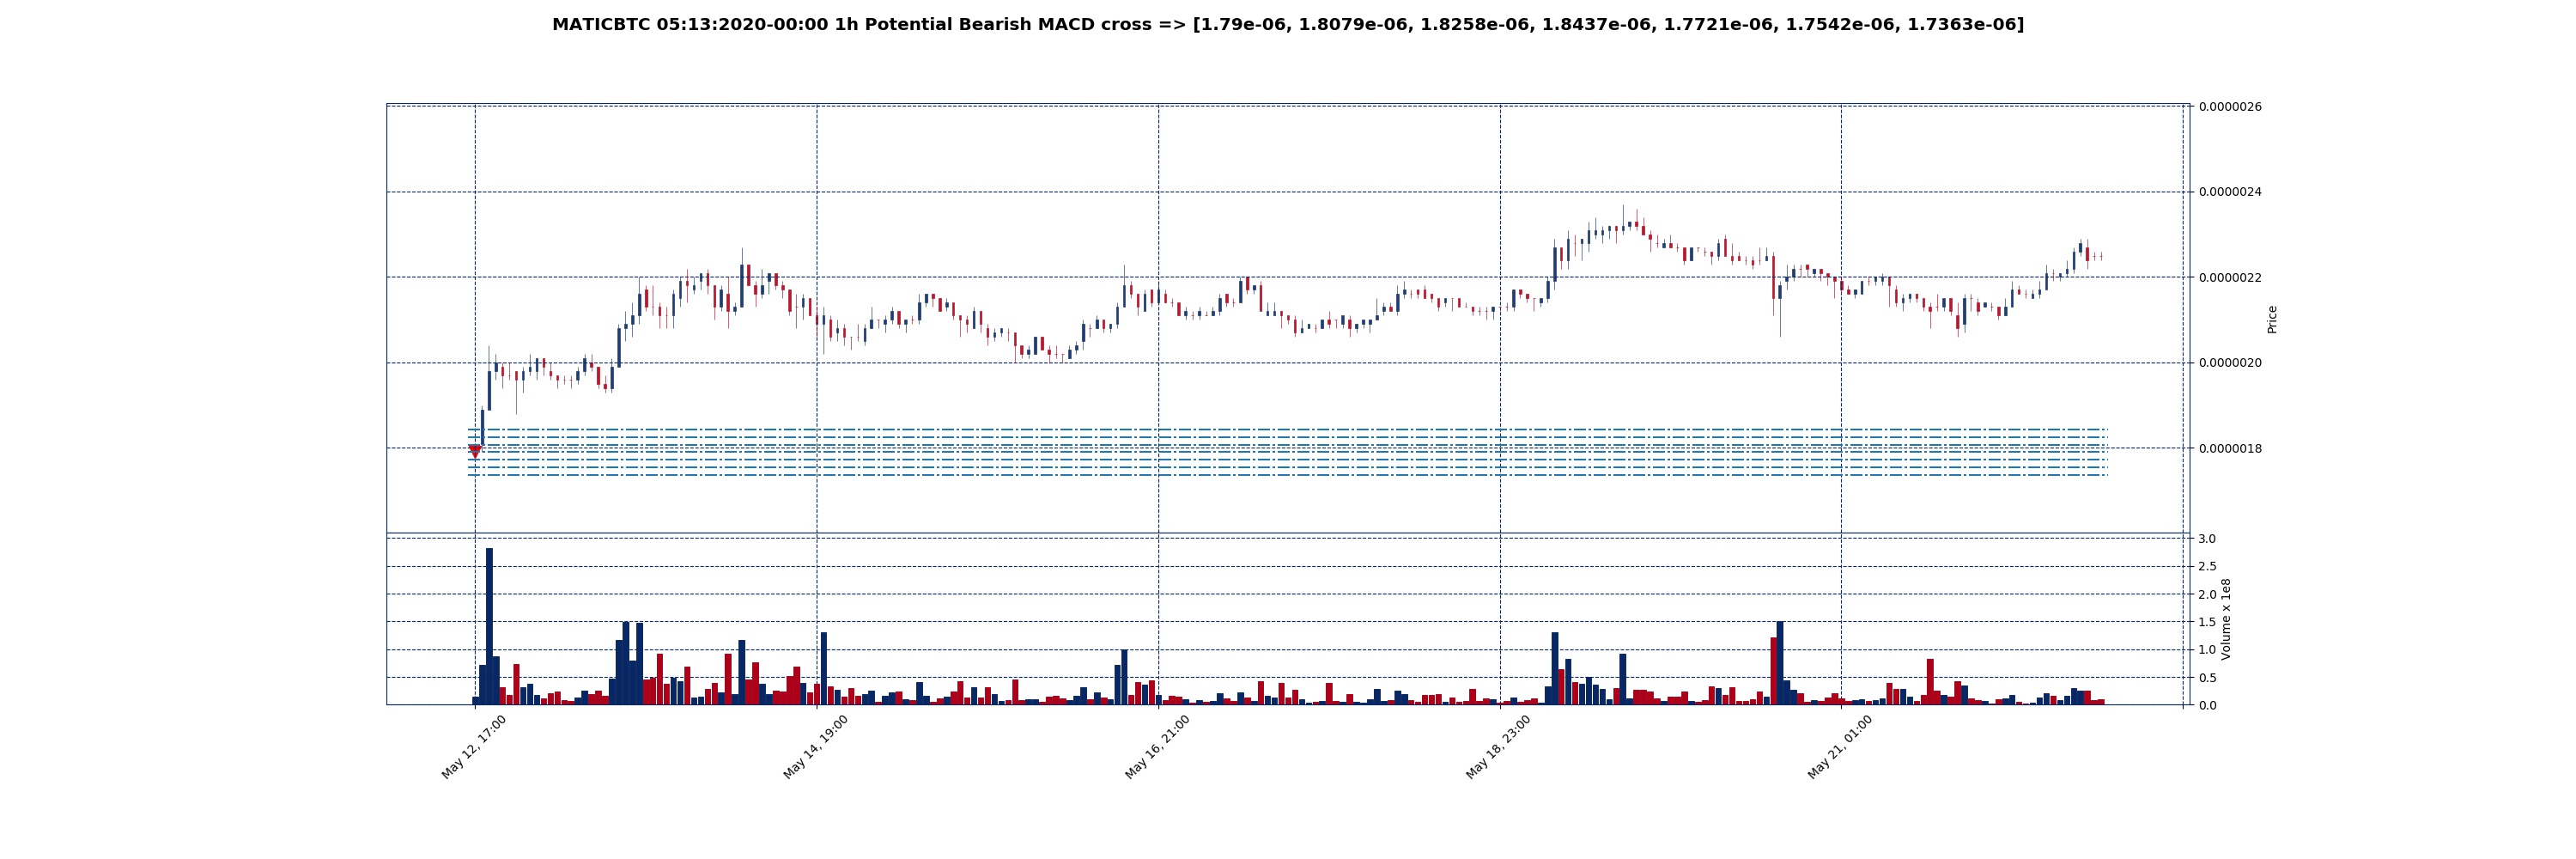 MATICBTC 05:13:2020-00:00 1h Potential Bearish MACD cross => [1.79e-06, 1.8079e-06, 1.8258e-06, 1.8437e-06, 1.7721e-06, 1.7542e-06, 1.7363e-06]
0.0000026
0.0000024
0.0000022
0.0000020
0.0000018
Price
3.0
2.5
2.0
1.5
1.0
0.5
0.0
Volume x 1e8
May 12, 17:00
May 14, 19:00
May 16, 21:00
May 18, 23:00
May 21, 01:00